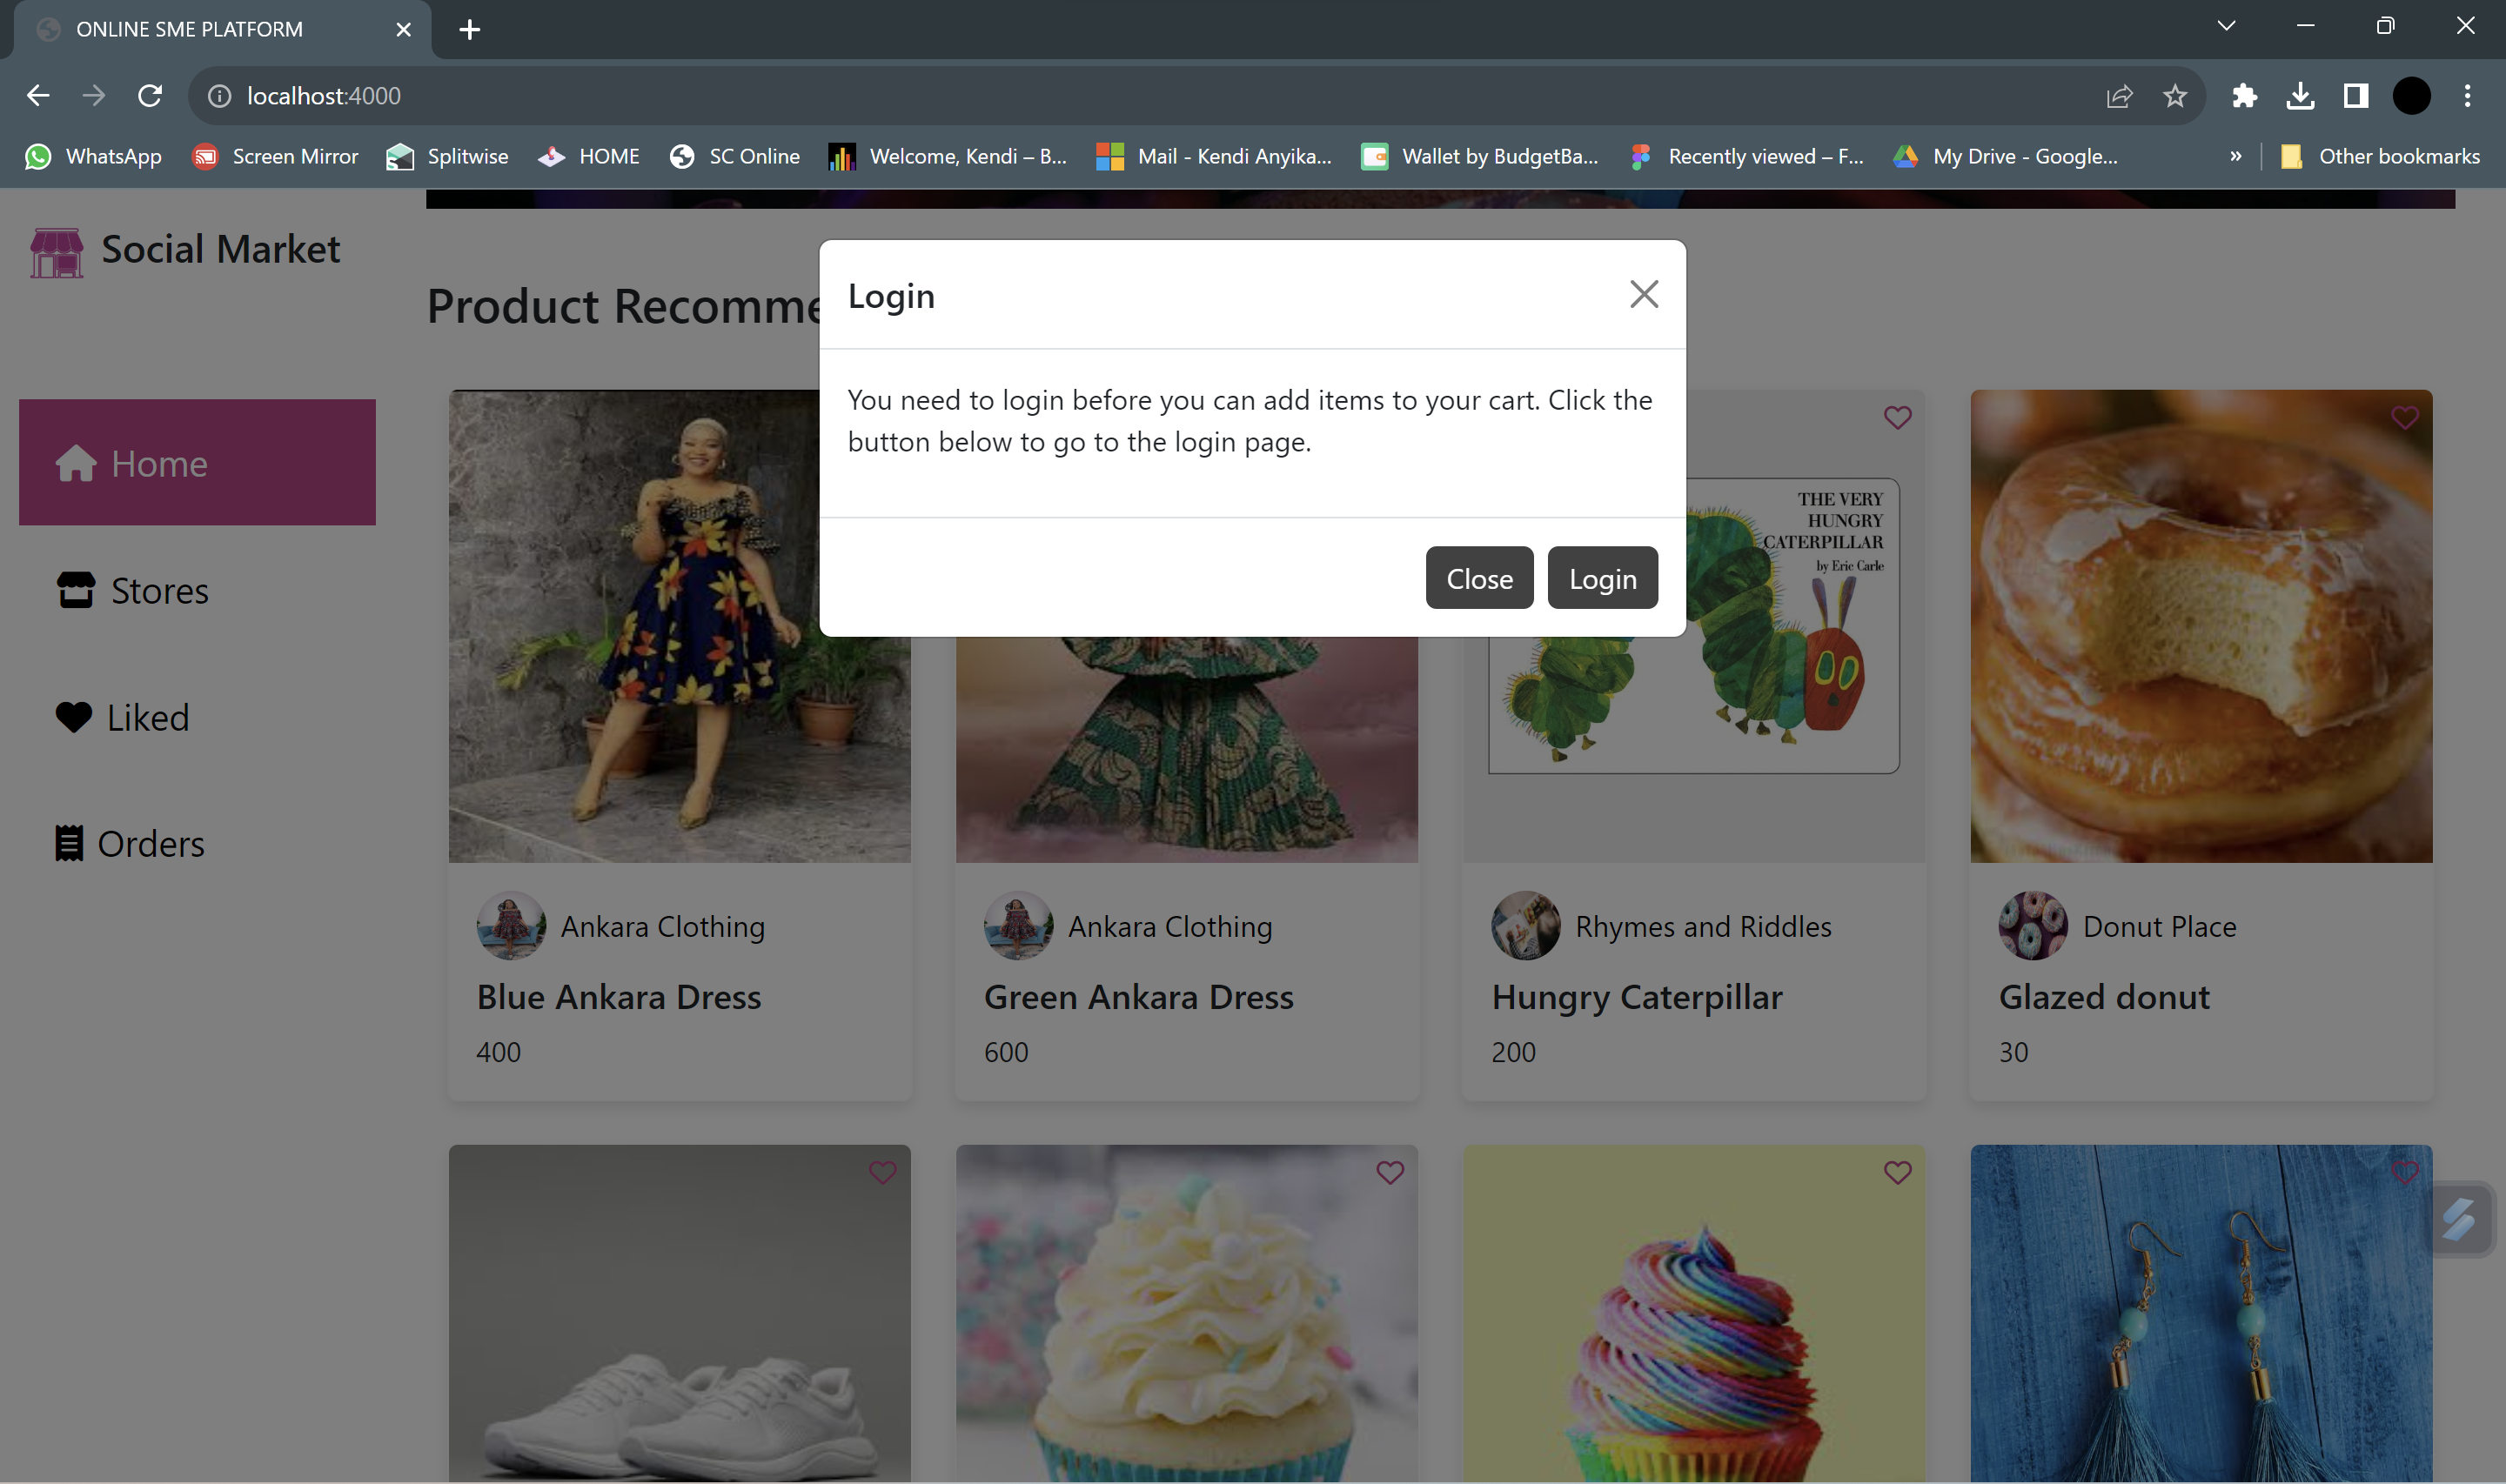 ONLINE SME PLATFORM
localhost:4000
WhatsApp
Screen Mirror
Splitwise
HOME
SC Online
Welcome, Kendi – B...
Mail - Kendi Anyika...
Wallet by BudgetBa...
Recently viewed – F...
My Drive - Google...
»
Other bookmarks
Social Market
Product Recomme
Login
You need to login before you can add items to your cart. Click the
button below to go to the login page.
Close
Login
Home
Stores
Liked
Orders
THE VERY
HUNGRY
CATERPILLAR
by Eric Carle
Ankara Clothing
Blue Ankara Dress
400
Ankara Clothing
Green Ankara Dress
600
Rhymes and Riddles
Hungry Caterpillar
200
Donut Place
Glazed donut
30